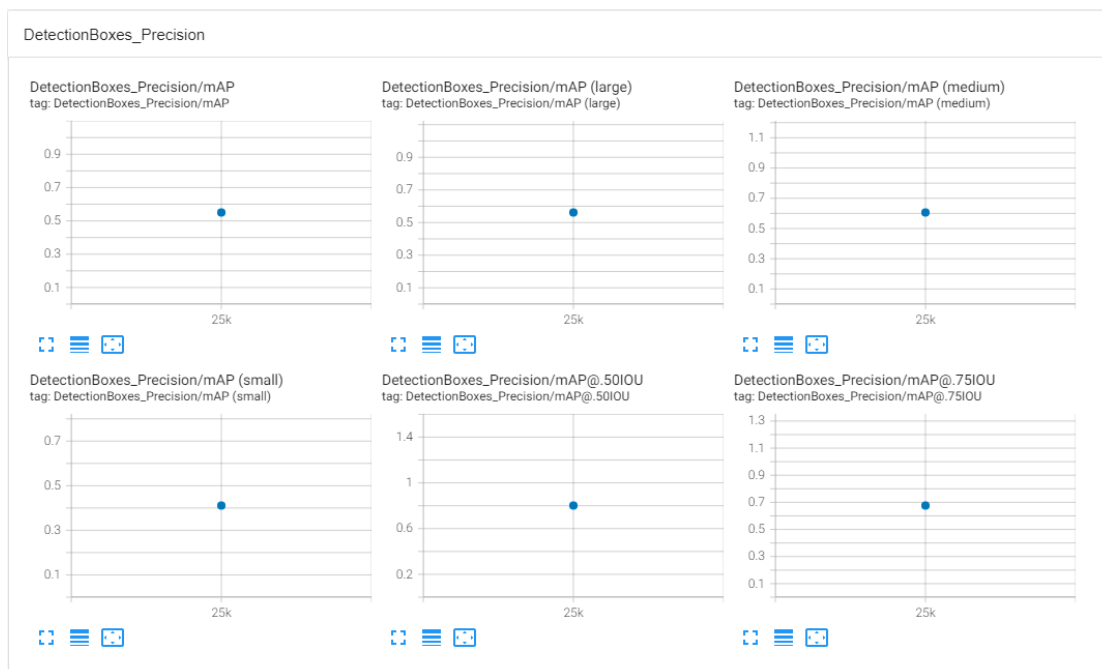 DetectionBoxes_Precision
DetectionBoxes_Precision/mAP
tag: DetectionBoxes_Precision/mAP
0.9
0.7
0.5
0.3
0.1
25k
DetectionBoxes_Precision/mAP (large)
tag: DetectionBoxes_Precision/mAP (large)
0.9
0.7
0.5
0.3
0.1
25k
DetectionBoxes_Precision/mAP (medium)
tag: DetectionBoxes_Precision/mAP (medium)
1.1
0.9
0.7
0.5
0.3
0.1
25k
DetectionBoxes_Precision/mAP (small)
tag: DetectionBoxes_Precision/mAP (small)
0.7
0.5
0.3
0.1
25k
DetectionBoxes_Precision/mAP@.50IOU
tag: DetectionBoxes_Precision/mAP@.50IOU
1.4
1
0.6
0.2
25k
DetectionBoxes_Precision/mAP@.75IOU
tag: DetectionBoxes_Precision/mAP@.75IOU
1.3
1.1
0.9
0.7
0.5
0.3
0.1
25k